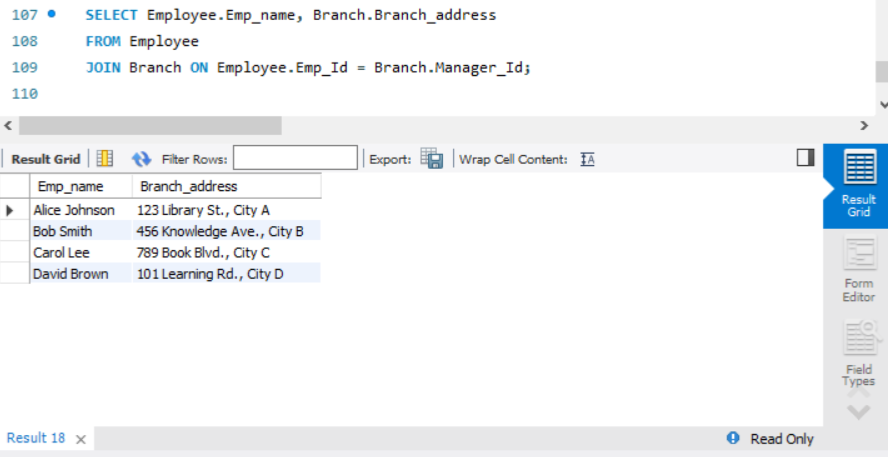 107 SELECT Employee.Emp_name, Branch.Branch_address
108 FROM Employee
109 JOIN Branch ON Employee.Emp_Id = Branch.Manager_Id;
110
Result Grid Filter Rows: Export: Wrap Cell Content: IA
Emp_name Branch_address
Alice Johnson 123 Library St., City A
Bob Smith 456 Knowledge Ave., City B
Carol Lee 789 Book Blvd., City C
David Brown 101 Learning Rd., City D
Result
Grid
Form
Editor
Field
Types
Result 18 Read Only